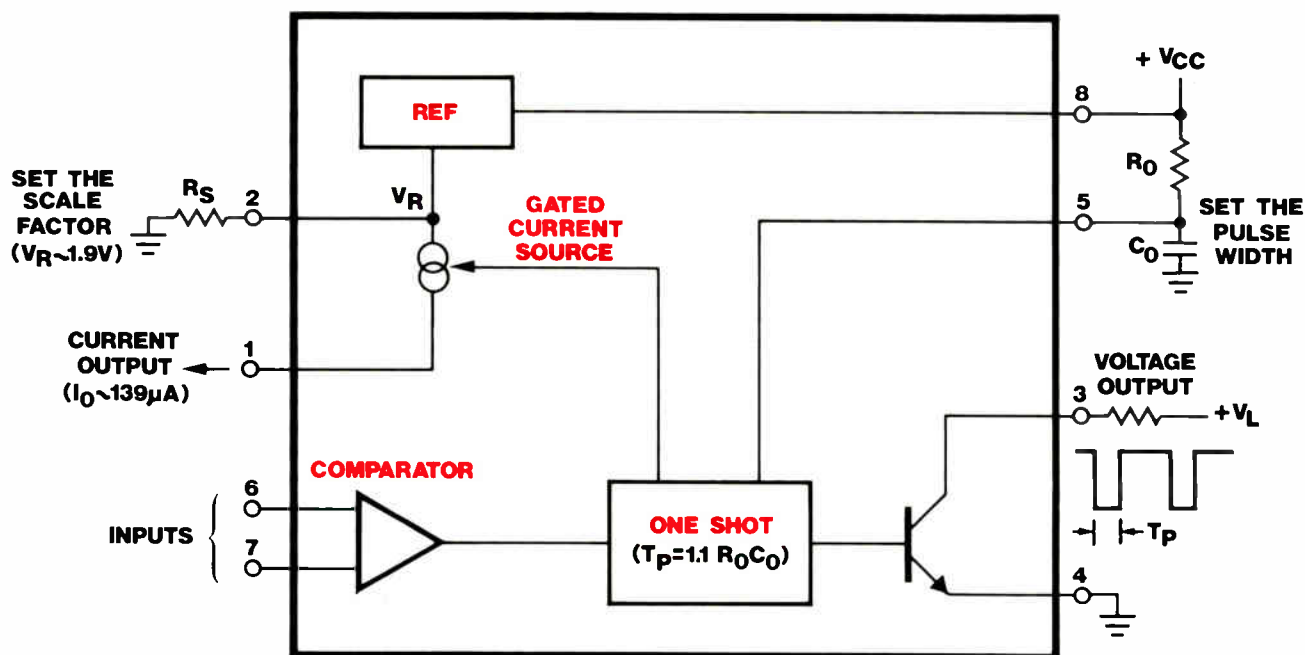 REF
+ VCC
8
RO
SET THE
SCALE
FACTOR
(VR~1.9V)
RS
2
VR
GATED
CURRENT
SOURCE
5
CO
SET THE
PULSE
WIDTH
CURRENT
OUTPUT
(IO~139µA)
1
VOLTAGE
OUTPUT
3
+VL
COMPARATOR
INPUTS
6
7
ONE SHOT
(TP=1.1 ROCO)
TP
4